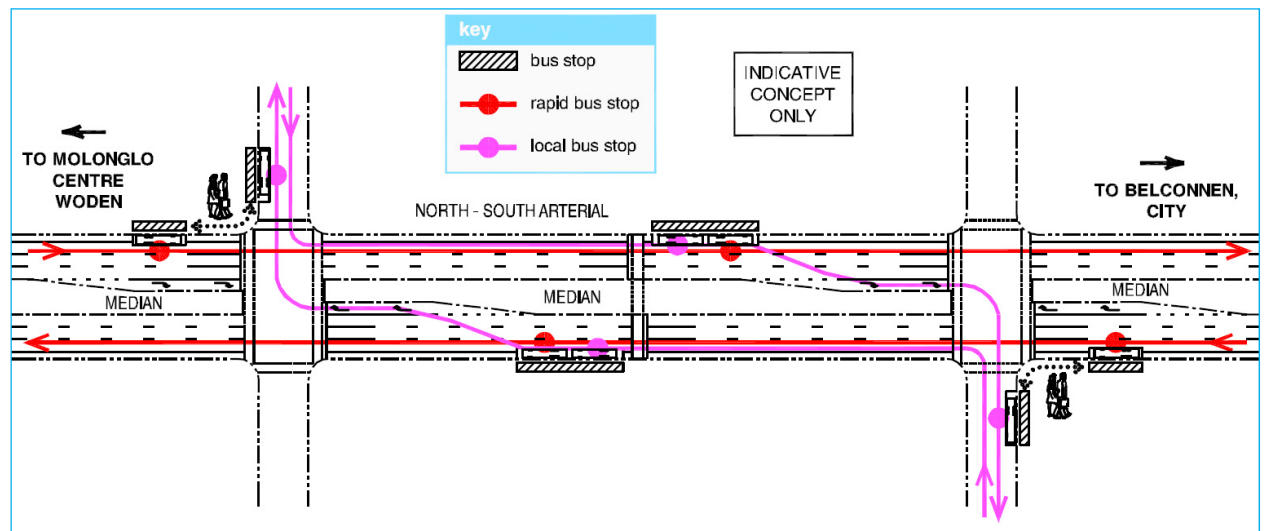 key
bus stop
rapid bus stop
local bus stop
INDICATIVE
CONCEPT
ONLY
TO MOLONGLO
CENTRE
WODEN
TO BELCONNEN,
CITY
NORTH - SOUTH ARTERIAL
MEDIAN
MEDIAN
MEDIAN